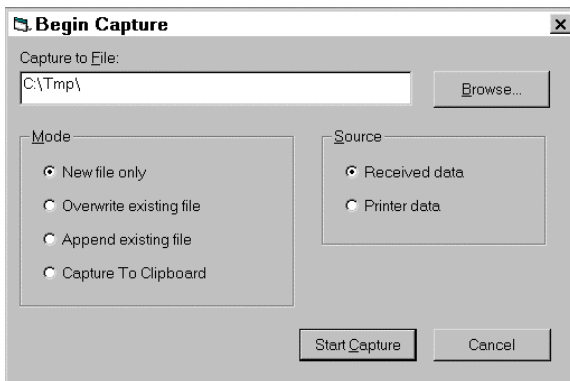 Begin Capture
Capture to File:
C:\Tmp\
Browse...
Mode
New file only
Overwrite existing file
Append existing file
Capture To Clipboard
Source
Received data
Printer data
Start Capture
Cancel